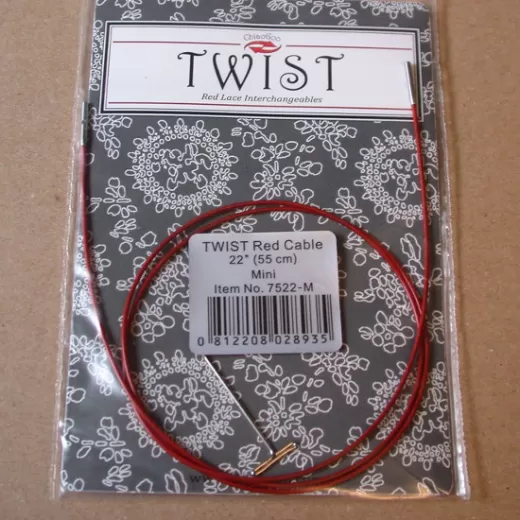 ChiaoGoo
TWIST
Red Lace Interchangeables
TWIST Red Cable
22" (55 cm)
Mini
Item No. 7522-M
0 812208 028935